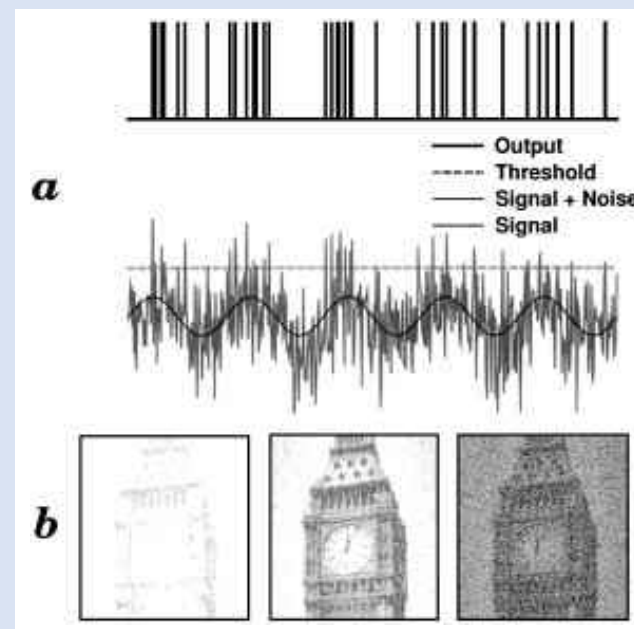 Output
Threshold
a
Signal + Noise
Signal
b